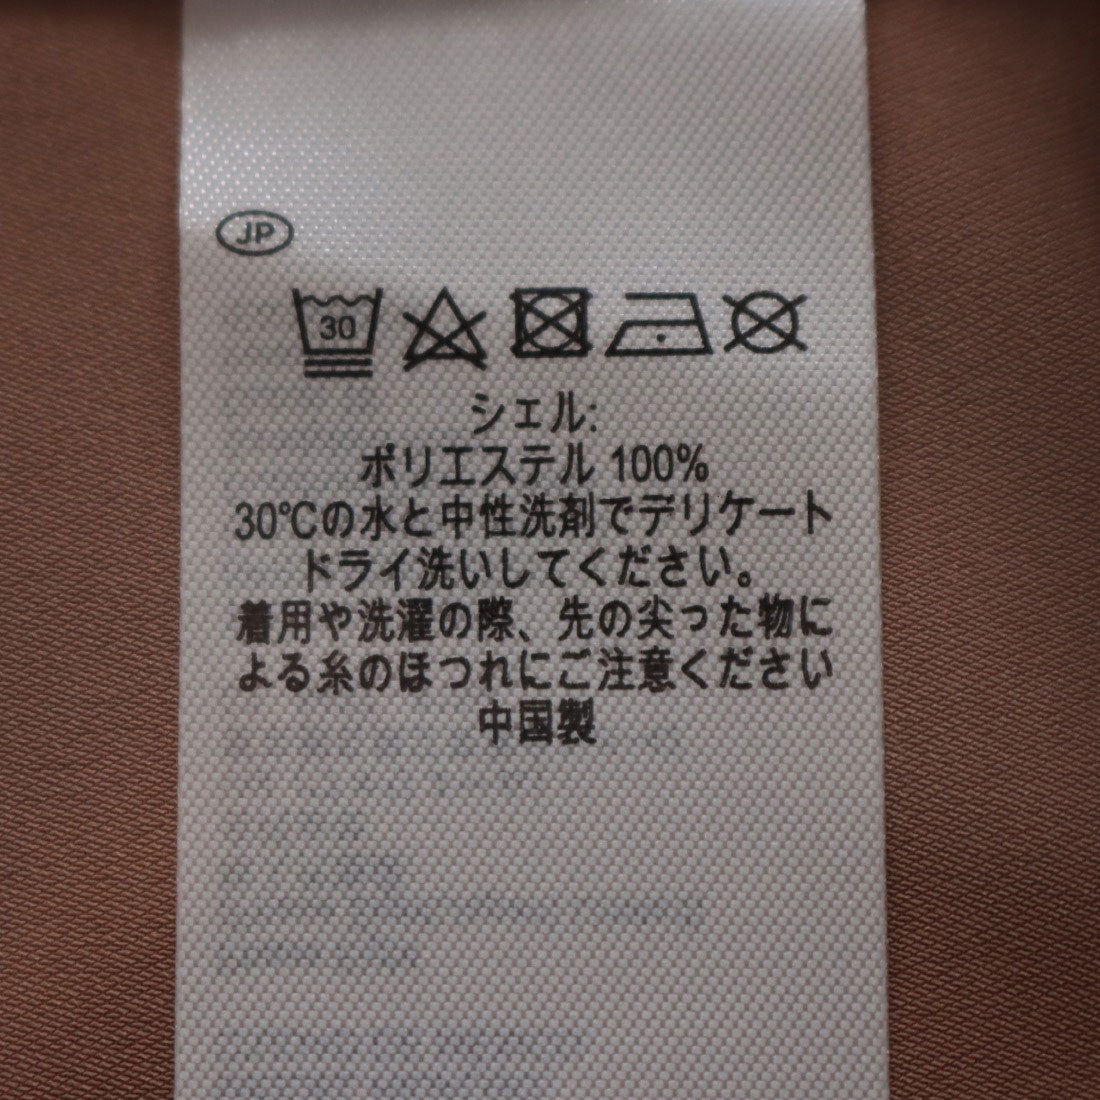 JP
30
シェル:
ポリエステル 100%
30℃の水と中性洗剤でデリケート
ドライ洗いしてください。
着用や洗濯の際、先の尖った物に
よる糸のほつれにご注意ください
中国製